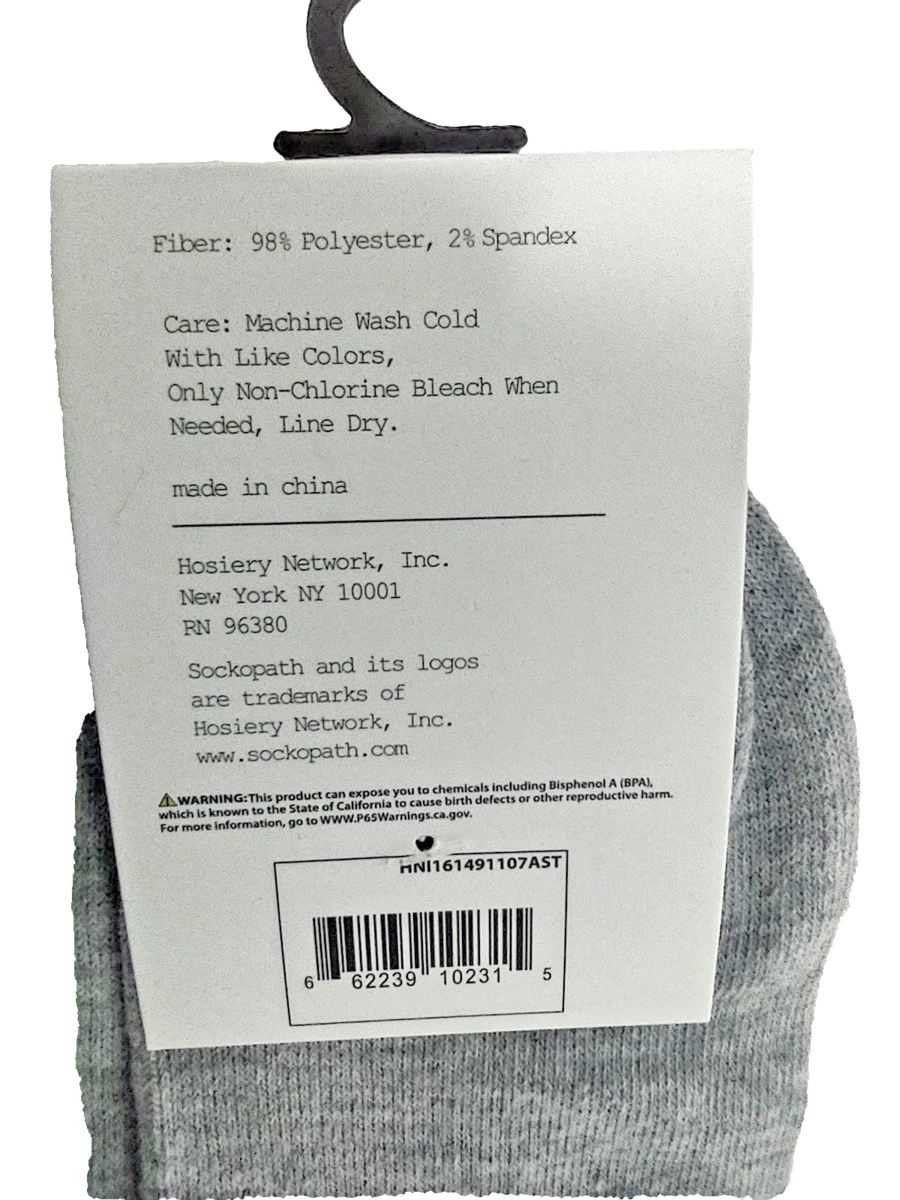 Fiber: 98% Polyester, 2% Spandex
Care: Machine Wash Cold
With Like Colors,
Only Non-Chlorine Bleach When
Needed, Line Dry.
made in china
Hosiery Network, Inc.
New York NY 10001
RN 96380
Sockopath and its logos
are trademarks of
Hosiery Network, Inc.
www.sockopath.com
WARNING:This product can expose you to chemicals including Bisphenol A (BPA),
which is known to the State of California to cause birth defects or other reproductive harm.
For more information, go to WWW.P65Warnings.ca.gov.
HNI161491107AST
6 62239 10231 5